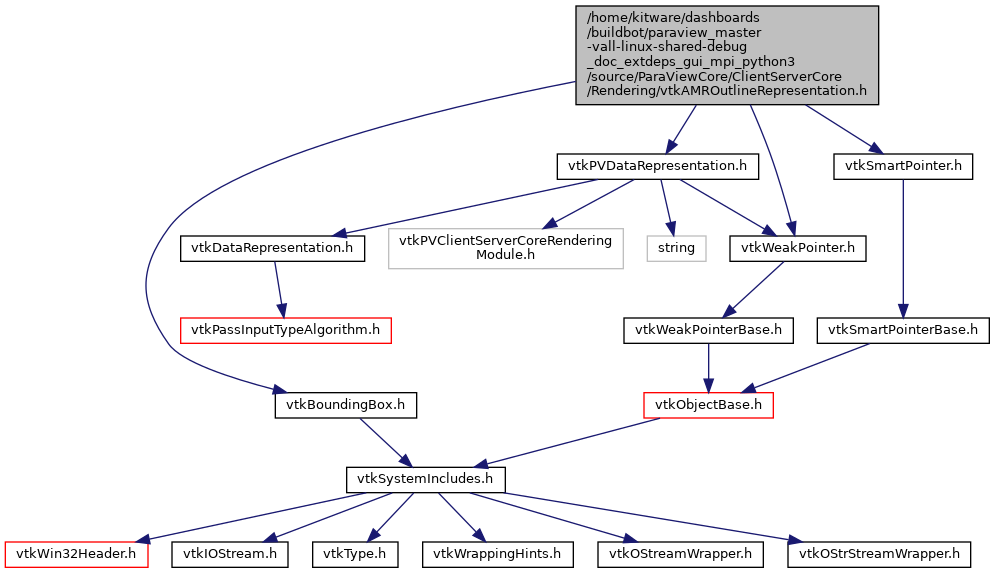 /home/kitware/dashboards
/buildbot/paraview_master
-vall-linux-shared-debug
_doc_extdeps_gui_mpi_python3
/source/ParaViewCore/ClientServerCore
/Rendering/vtkAMROutlineRepresentation.h
vtkPVDataRepresentation.h
vtkSmartPointer.h
vtkDataRepresentation.h
vtkPVClientServerCoreRendering
Module.h
string
vtkWeakPointer.h
vtkPassInputTypeAlgorithm.h
vtkWeakPointerBase.h
vtkSmartPointerBase.h
vtkBoundingBox.h
vtkObjectBase.h
vtkSystemIncludes.h
vtkWin32Header.h
vtkIOStream.h
vtkType.h
vtkWrappingHints.h
vtkOStreamWrapper.h
vtkOStrStreamWrapper.h